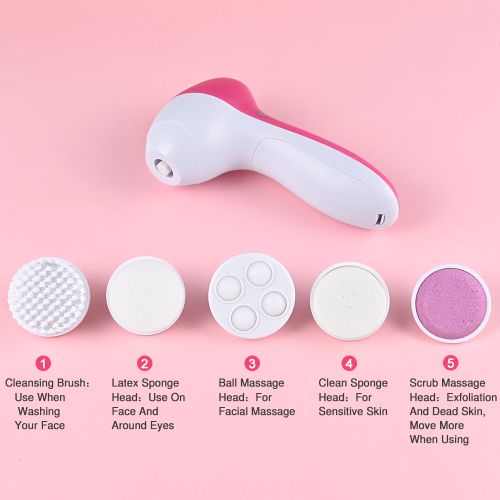 1
Cleansing Brush:
Use When
Washing
Your Face
2
Latex Sponge
Head: Use On
Face And
Around Eyes
3
Ball Massage
Head: For
Facial Massage
4
Clean Sponge
Head: For
Sensitive Skin
5
Scrub Massage
Head: Exfoliation
And Dead Skin,
Move More
When Using